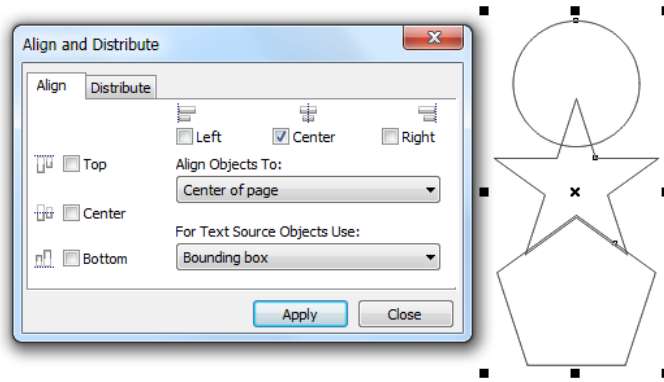 Align and Distribute
Align
Distribute
Left
Center
Right
Top
Align Objects To:
Center of page
Center
For Text Source Objects Use:
Bottom
Bounding box
Apply
Close